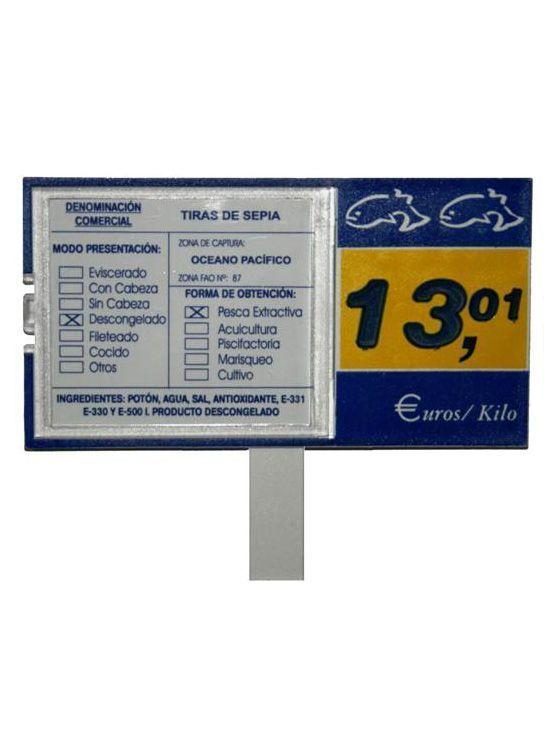 DENOMINACIÓN
COMERCIAL
TIRAS DE SEPIA
MODO PRESENTACIÓN:
Eviscerado
Con Cabeza
Sin Cabeza
Descongelado
Fileteado
Cocido
Otros
ZONA DE CAPTURA:
OCEANO PACÍFICO
ZONA FAO Nº: 87
FORMA DE OBTENCIÓN:
Pesca Extractiva
Acuicultura
Piscifactoria
Marisqueo
Cultivo
INGREDIENTES: POTÓN, AGUA, SAL, ANTIOXIDANTE, E-331
E-330 Y E-500 I. PRODUCTO DESCONGELADO
13,01
€uros/ Kilo